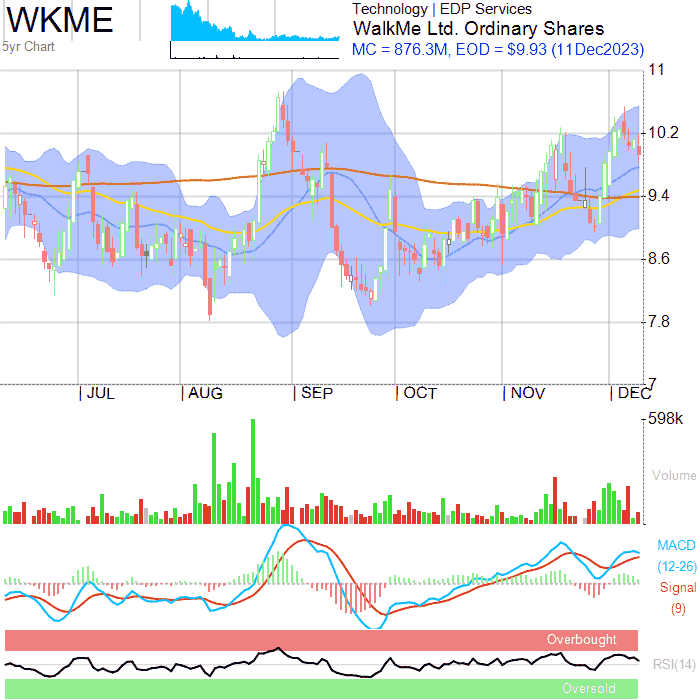 WKME
5yr Chart
Technology | EDP Services
WalkMe Ltd. Ordinary Shares
MC = 876.3M, EOD = $9.93 (11Dec2023)
11
10.2
9.4
8.6
7.8
7
JUL
AUG
SEP
OCT
NOV
DEC
598k
Volume
MACD
(12-26)
Signal
(9)
Overbought
RSI(14)
Oversold